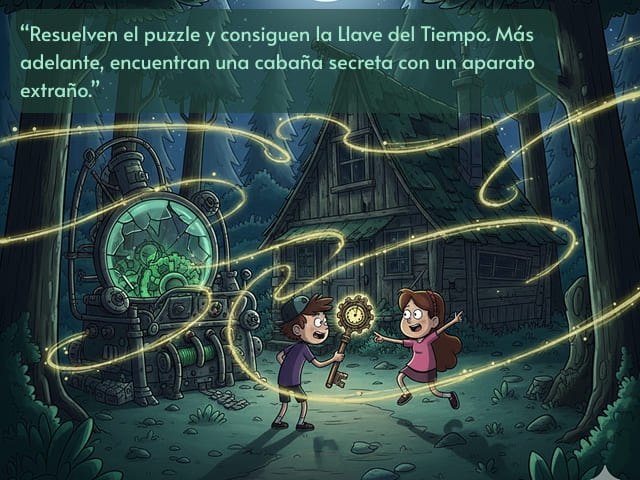 “Resuelven el puzzle y consiguen la Llave del Tiempo. Más
adelante, encuentran una cabaña secreta con un aparato
extraño.”